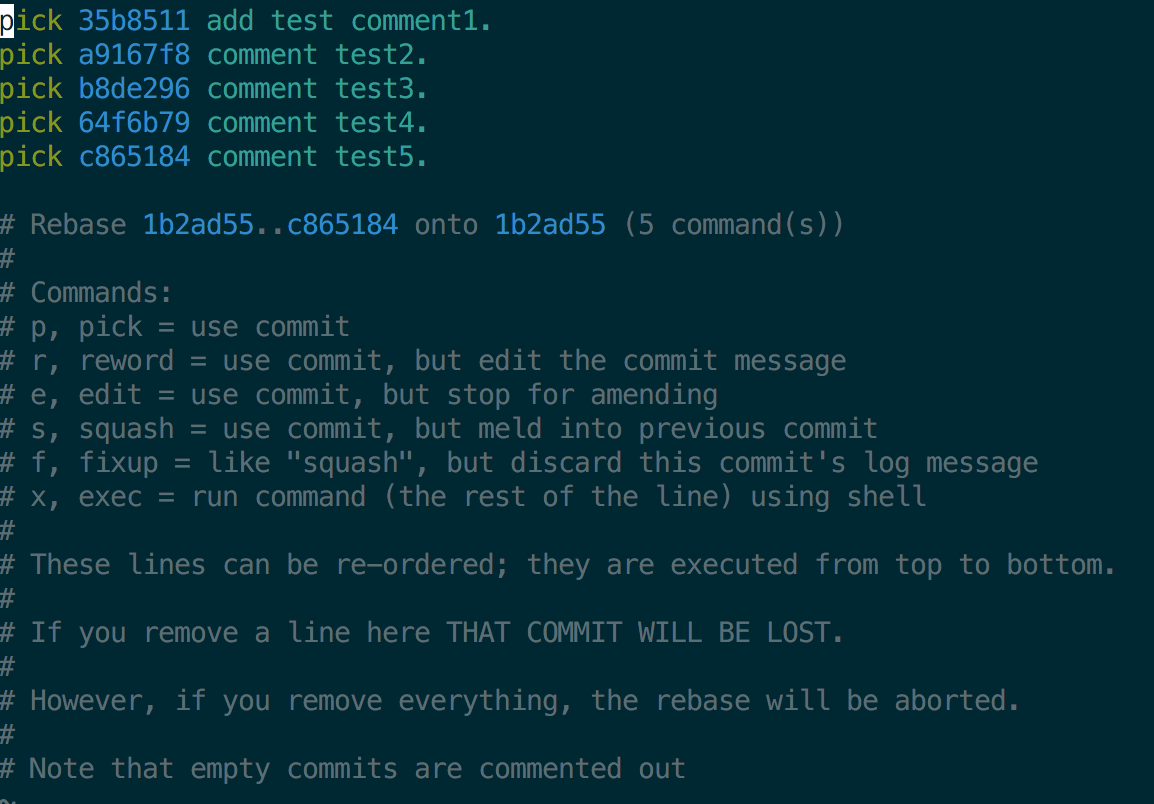 pick 35b8511 add test comment1.
pick a9167f8 comment test2.
pick b8de296 comment test3.
pick 64f6b79 comment test4.
pick c865184 comment test5.

# Rebase 1b2ad55..c865184 onto 1b2ad55 (5 command(s))
#
# Commands:
# p, pick = use commit
# r, reword = use commit, but edit the commit message
# e, edit = use commit, but stop for amending
# s, squash = use commit, but meld into previous commit
# f, fixup = like "squash", but discard this commit's log message
# x, exec = run command (the rest of the line) using shell
#
# These lines can be re-ordered; they are executed from top to bottom.
#
# If you remove a line here THAT COMMIT WILL BE LOST.
#
# However, if you remove everything, the rebase will be aborted.
#
# Note that empty commits are commented out
~